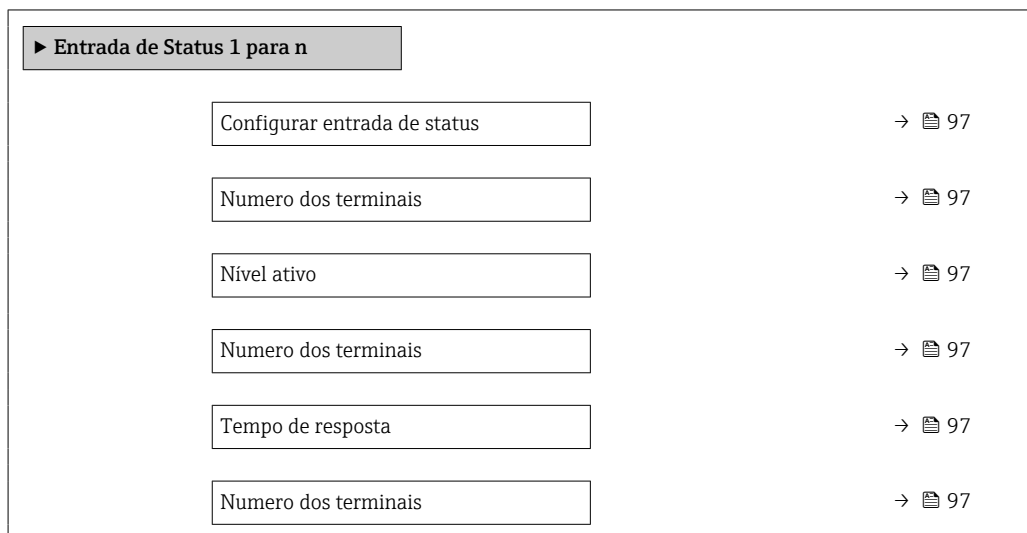 ► Entrada de Status 1 para n
Configurar entrada de status → 97
Numero dos terminais → 97
Nível ativo → 97
Numero dos terminais → 97
Tempo de resposta → 97
Numero dos terminais → 97